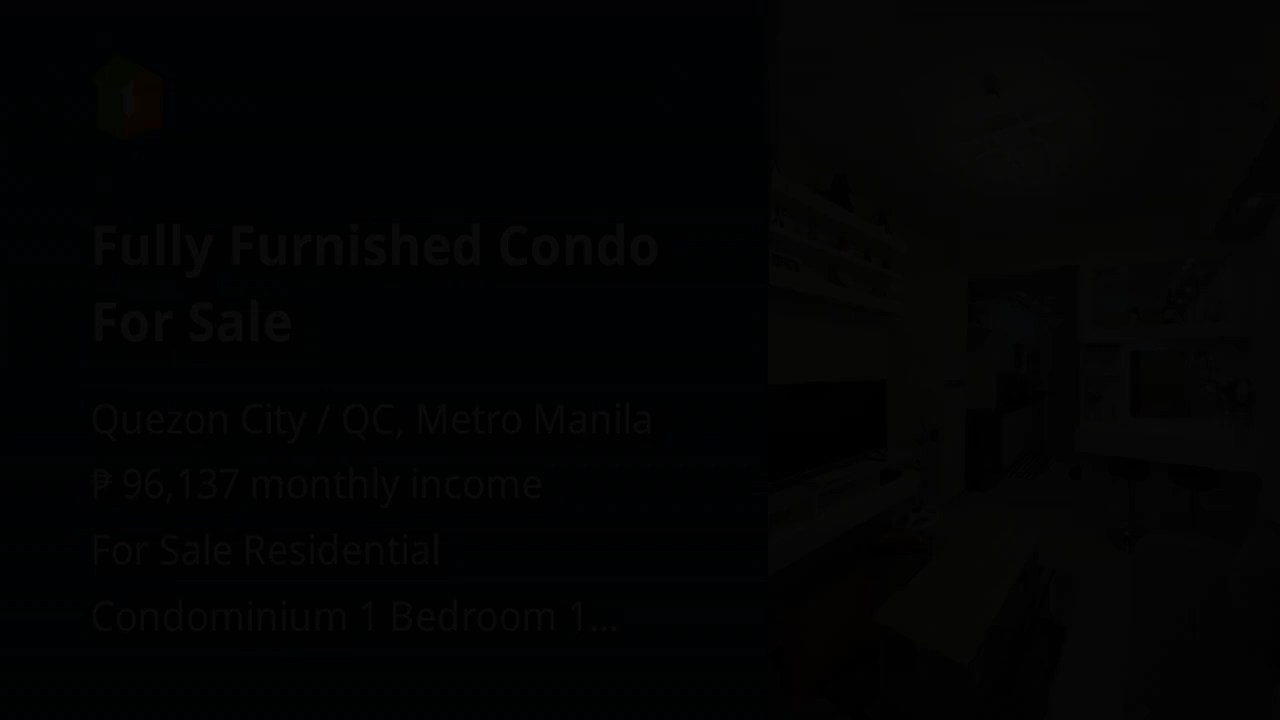 Fully Furnished Condo
For Sale
Quezon City / QC, Metro Manila
₱ 96,137 monthly income
For Sale Residential
Condominium 1 Bedroom 1...